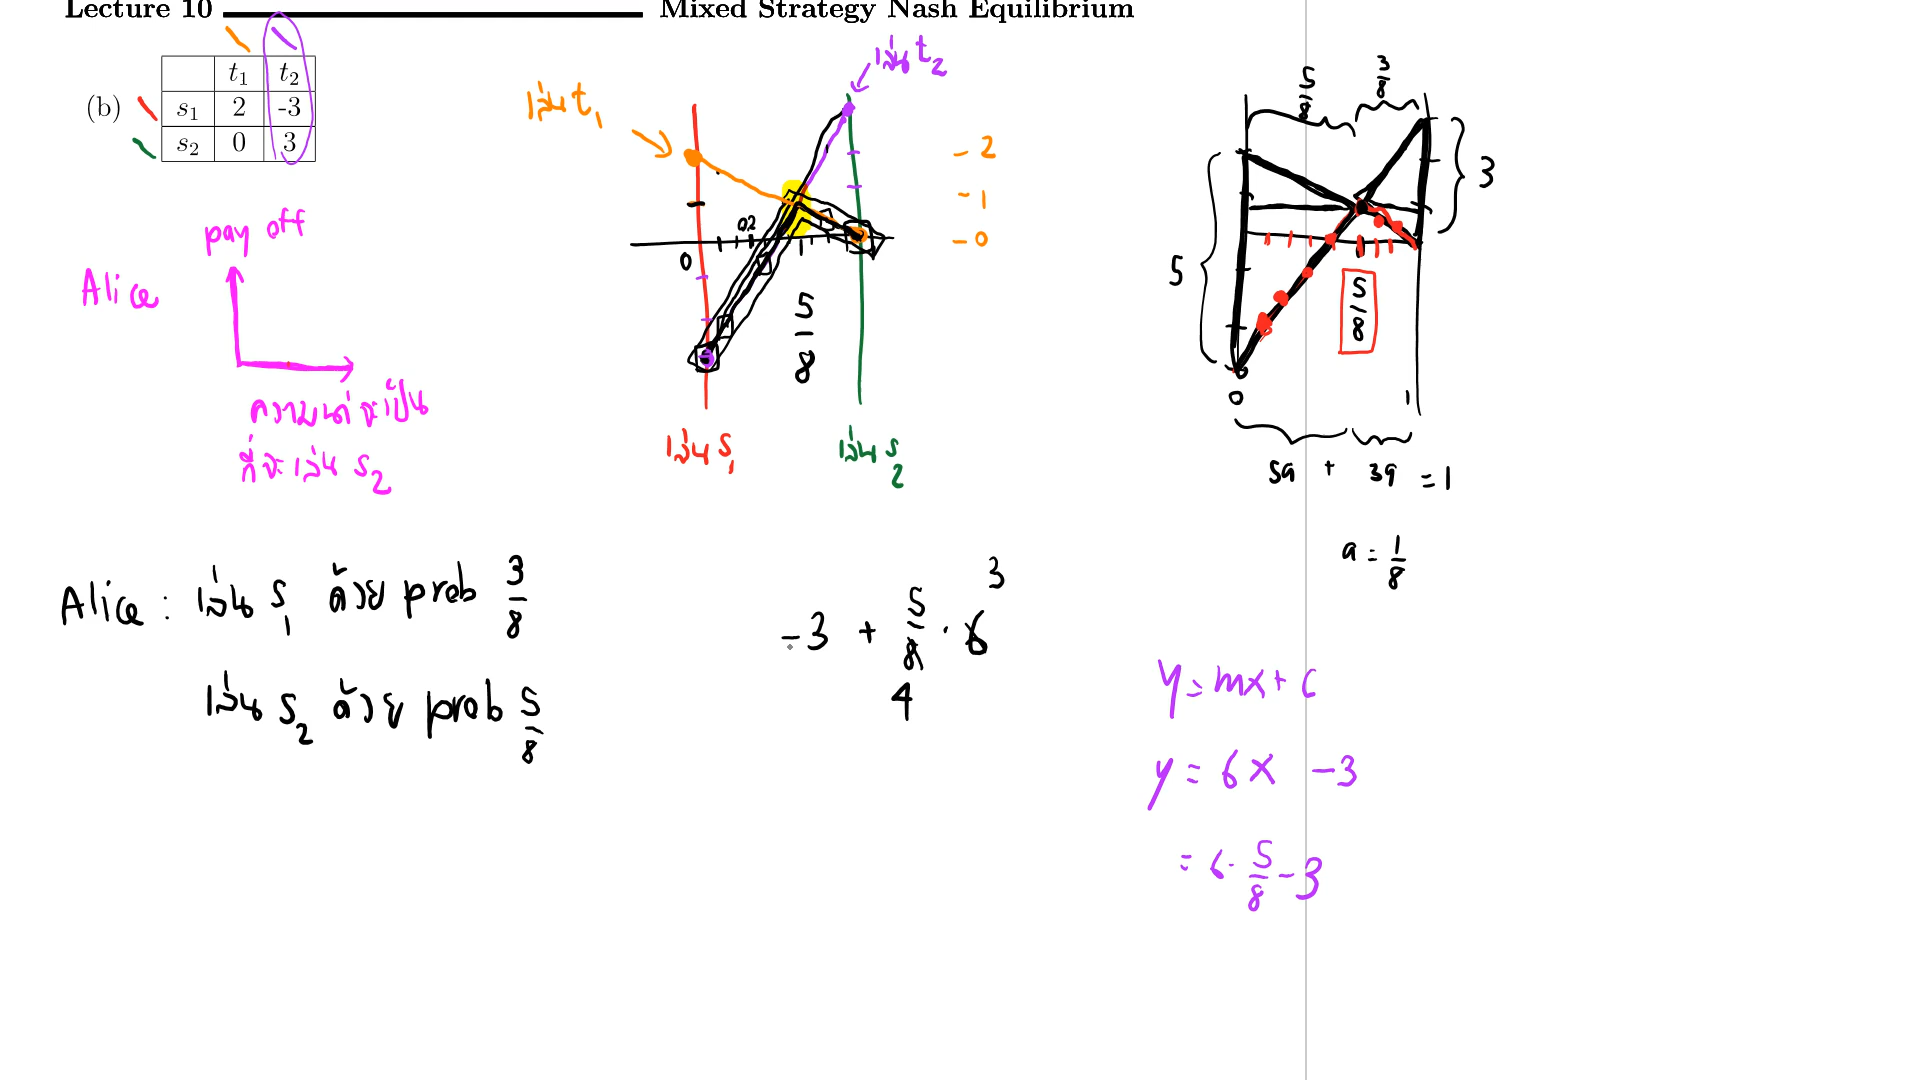 Lecture 10 Mixed Strategy Nash Equilibrium
(b)
t₁ t₂
s₁ 2 -3
s₂ 0 3
Alice
pay off
ความน่าจะเป็น
ที่จะเล่น s₂
เล่น t₁
เล่น t₂
- 2
- 1
- 0
0
0.2
5/8
เล่น s₁
เล่น s₂
5/8 3/8
5
3
5/8
0 1
5a + 3a = 1
a = 1/8
Alice : เล่น s₁ ด้วย prob 3/8
เล่น s₂ ด้วย prob 5/8
3
-3 + 5/8 · 6
4
y = mx + c
y = 6x - 3
= 6 · 5/8 - 3